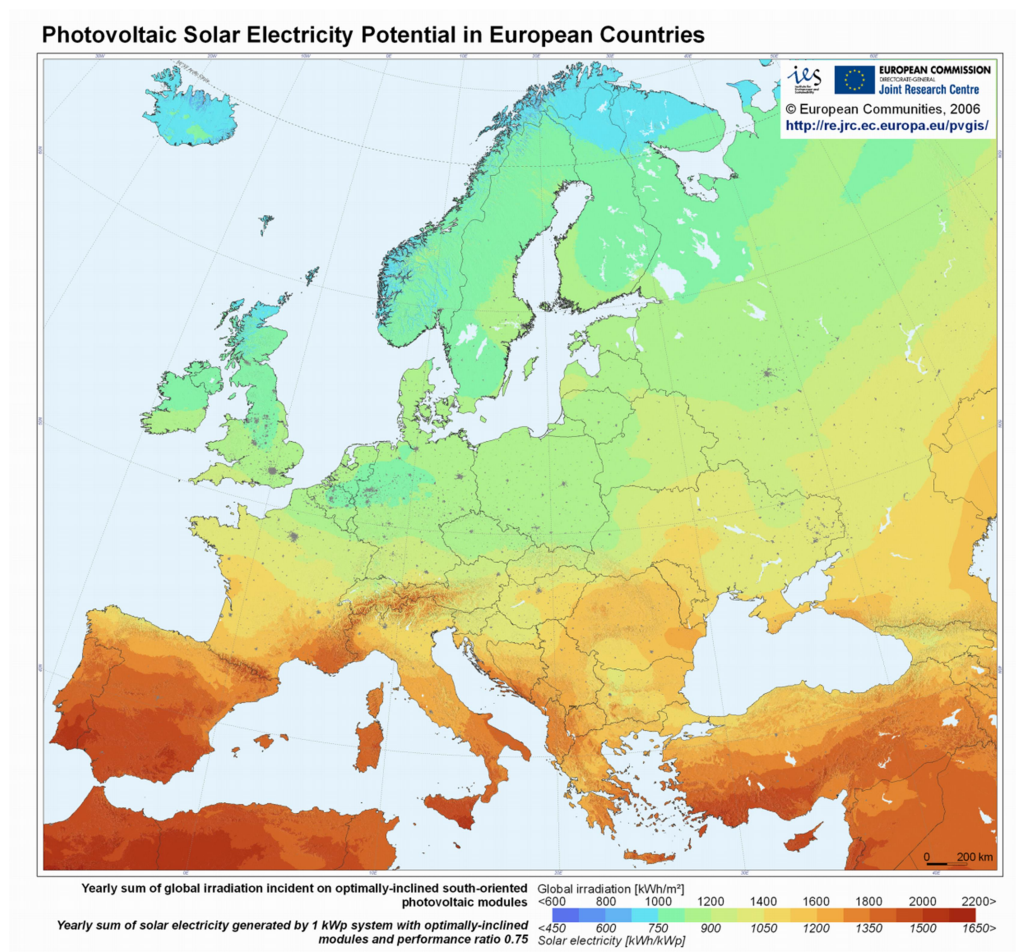 Photovoltaic Solar Electricity Potential in European Countries
ies
EUROPEAN COMMISSION
DIRECTORATE-GENERAL
Joint Research Centre
© European Communities, 2006
http://re.jrc.ec.europa.eu/pvgis/
0 200 km
Yearly sum of global irradiation incident on optimally-inclined south-oriented
photovoltaic modules
Yearly sum of solar electricity generated by 1 kWp system with optimally-inclined
modules and performance ratio 0.75
Global irradiation [kWh/m²]
<600 800 1000 1200 1400 1600 1800 2000 2200>
<450 600 750 900 1050 1200 1350 1500 1650>
Solar electricity [kWh/kWp]